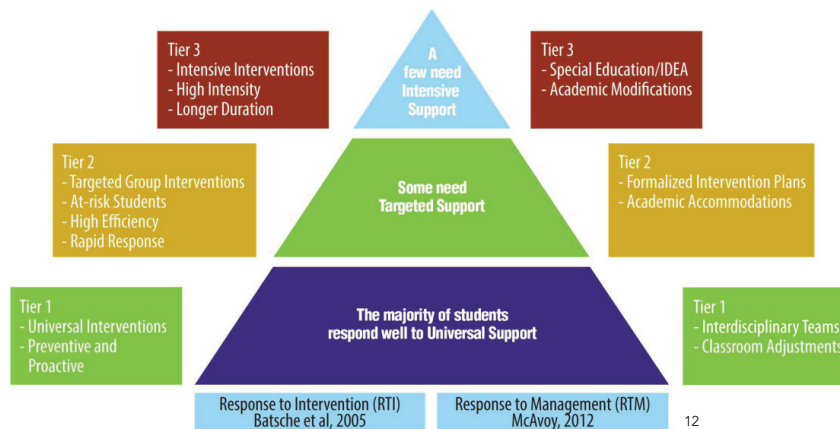 Tier 3
- Intensive Interventions
- High Intensity
- Longer Duration
A
few need
Intensive
Support
Tier 3
- Special Education/IDEA
- Academic Modifications
Tier 2
- Targeted Group Interventions
- At-risk Students
- High Efficiency
- Rapid Response
Some need
Targeted Support
Tier 2
- Formalized Intervention Plans
- Academic Accommodations
Tier 1
- Universal Interventions
- Preventive and
Proactive
The majority of students
respond well to Universal Support
Tier 1
- Interdisciplinary Teams
- Classroom Adjustments
Response to Intervention (RTI)
Batsche et al, 2005
Response to Management (RTM)
McAvoy, 2012
12